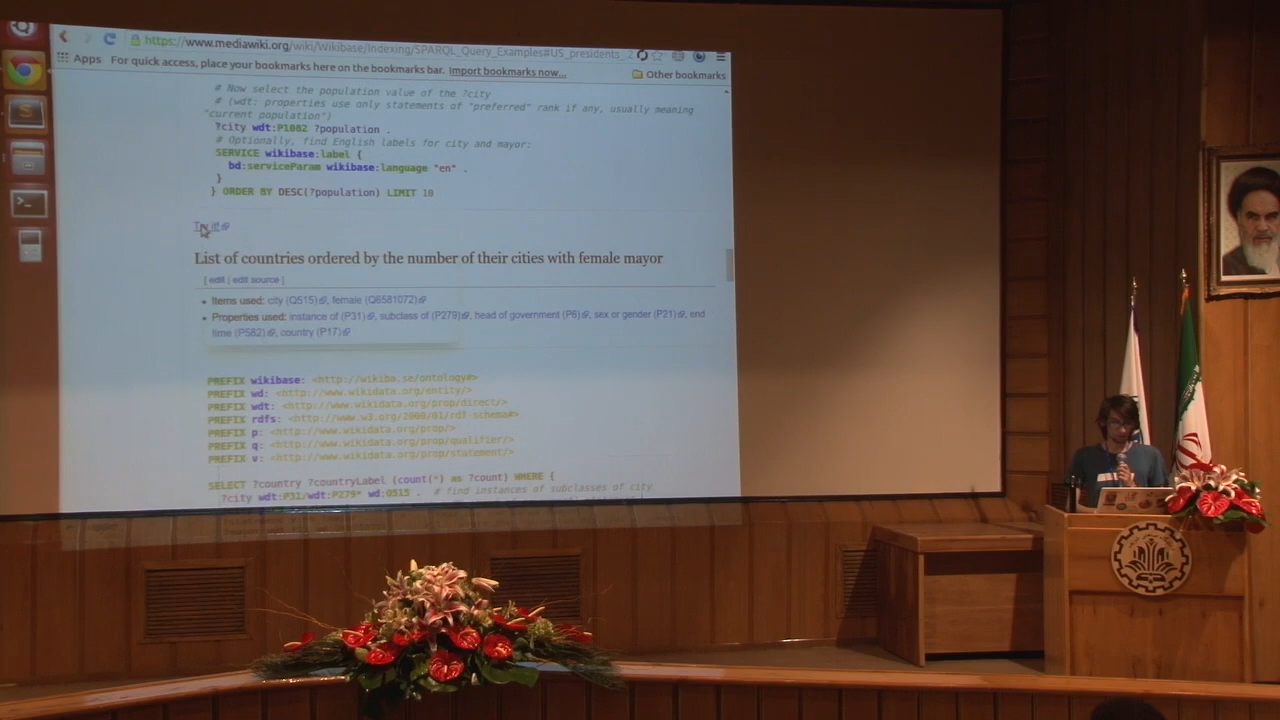 https://www.mediawiki.org/wiki/Wikibase/Indexing/SPARQL_Query_Examples#US_presidents_
Apps For quick access, place your bookmarks here on the bookmarks bar. Import bookmarks now... Other bookmarks
# Now select the population value of the ?city
# (wdt: properties use only statements of "preferred" rank if any, usually meaning
"current population")
?city wdt:P1082 ?population .
# Optionally, find English labels for city and mayor:
SERVICE wikibase:label {
bd:serviceParam wikibase:language "en" .
}
} ORDER BY DESC(?population) LIMIT 10
Try it!
List of countries ordered by the number of their cities with female mayor
[ edit | edit source ]
Items used: city (Q515), female (Q6581072)
Properties used: instance of (P31), subclass of (P279), head of government (P6), sex or gender (P21), end
time (P582), country (P17)
PREFIX wikibase: <http://wikiba.se/ontology#>
PREFIX wd: <http://www.wikidata.org/entity/>
PREFIX wdt: <http://www.wikidata.org/prop/direct/>
PREFIX rdfs: <http://www.w3.org/2000/01/rdf-schema#>
PREFIX p: <http://www.wikidata.org/prop/>
PREFIX q: <http://www.wikidata.org/prop/qualifier/>
PREFIX v: <http://www.wikidata.org/prop/statement/>
SELECT ?country ?countryLabel (count(*) as ?count) WHERE {
?city wdt:P31/wdt:P279* wd:Q515 . # find instances of subclasses of city